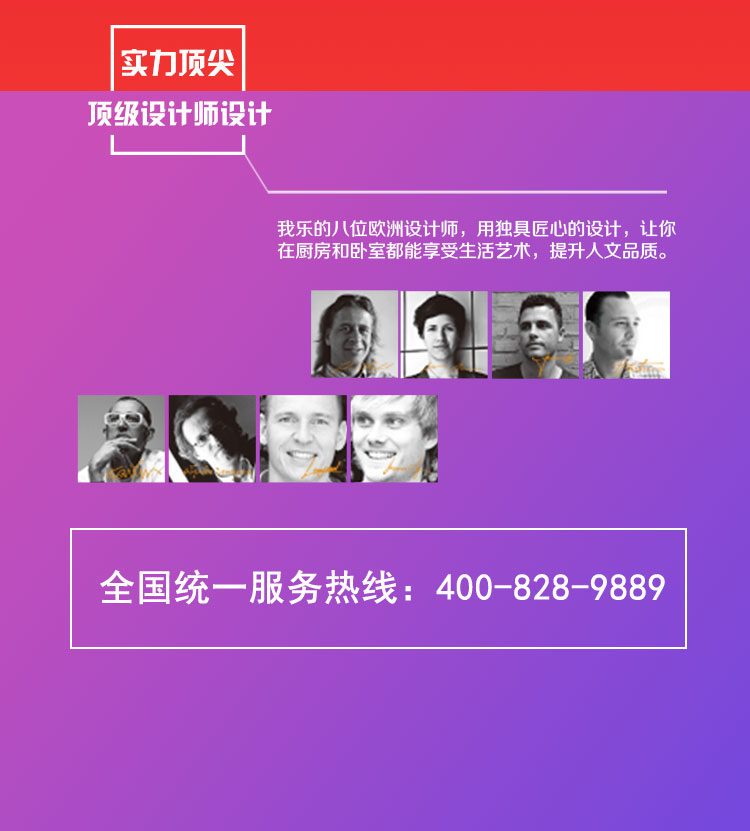 实力顶尖
顶级设计师设计
我乐的八位欧洲设计师，用独具匠心的设计，让你
在厨房和卧室都能享受生活艺术，提升人文品质。
全国统一服务热线：400-828-9889